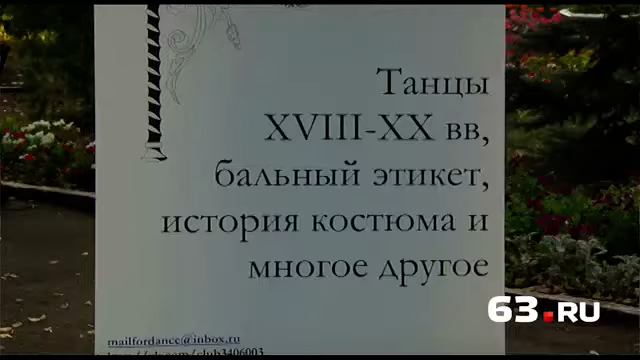 Танцы
XVIII-XX вв,
бальный этикет,
история костюма и
многое другое
mailfordance@inbox.ru
63.RU